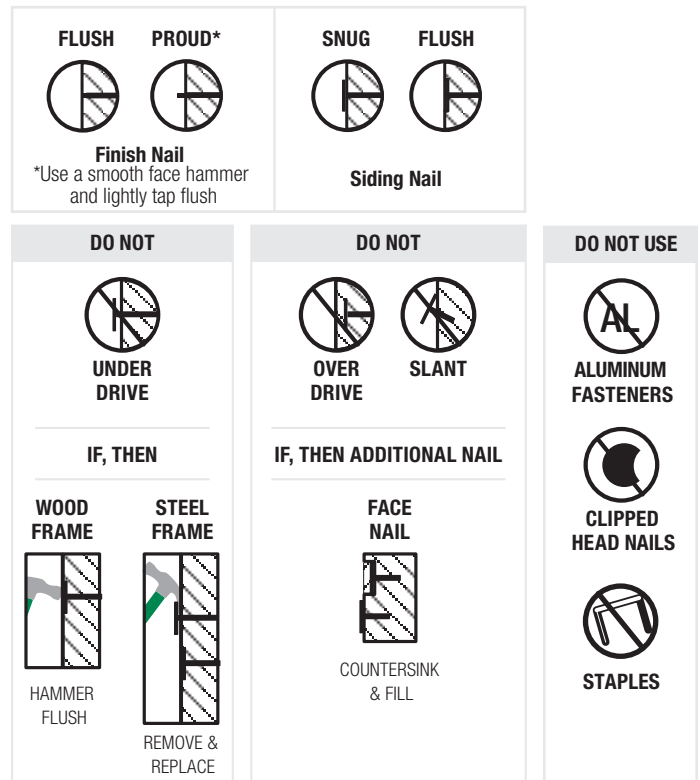 FLUSH PROUD*
Finish Nail
*Use a smooth face hammer
and lightly tap flush
SNUG FLUSH
Siding Nail
DO NOT
UNDER
DRIVE
IF, THEN
WOOD
FRAME
HAMMER
FLUSH
STEEL
FRAME
REMOVE &
REPLACE
DO NOT
OVER
DRIVE
SLANT
IF, THEN ADDITIONAL NAIL
FACE
NAIL
COUNTERSINK
& FILL
DO NOT USE
AL
ALUMINUM
FASTENERS
CLIPPED
HEAD NAILS
STAPLES